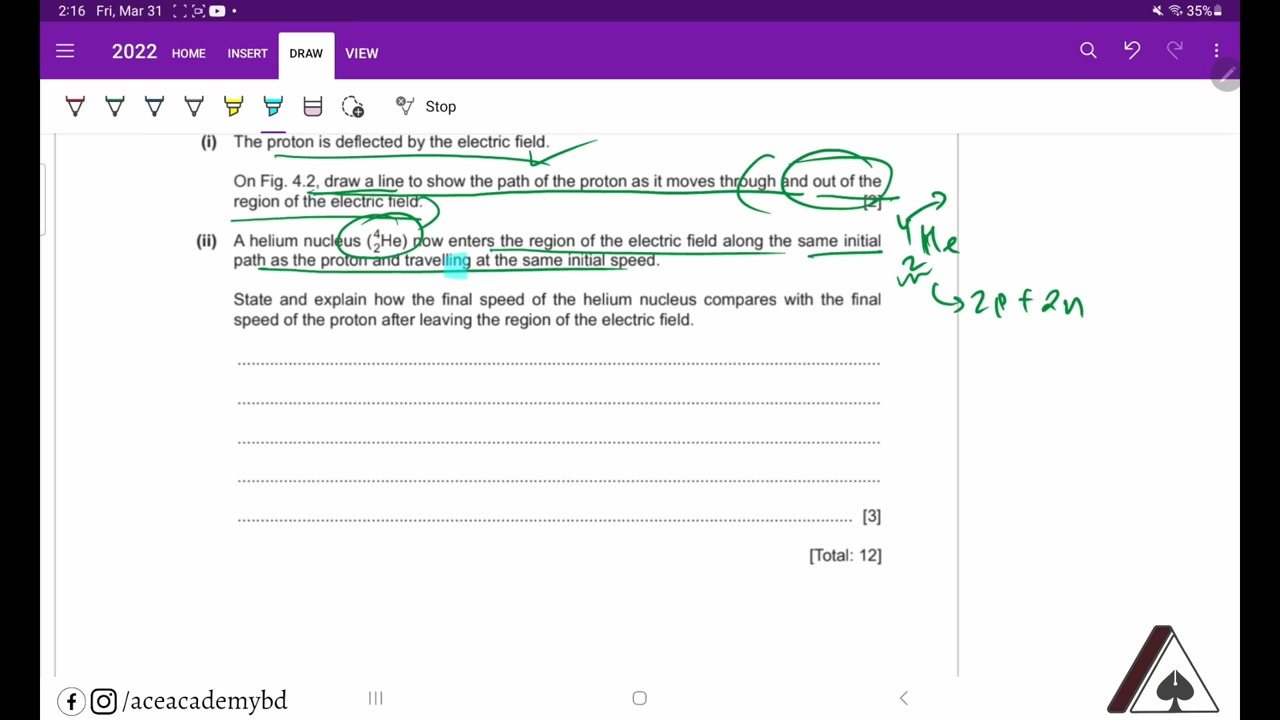 2:16 Fri, Mar 31 35%
2022 HOME INSERT DRAW VIEW
Stop
(i) The proton is deflected by the electric field.
On Fig. 4.2, draw a line to show the path of the proton as it moves through and out of the
region of the electric field. [2]
(ii) A helium nucleus (⁴₂He) now enters the region of the electric field along the same initial
path as the proton and travelling at the same initial speed.
4
He
2
2p + 2n
State and explain how the final speed of the helium nucleus compares with the final
speed of the proton after leaving the region of the electric field.
[3]
[Total: 12]
/aceacademybd